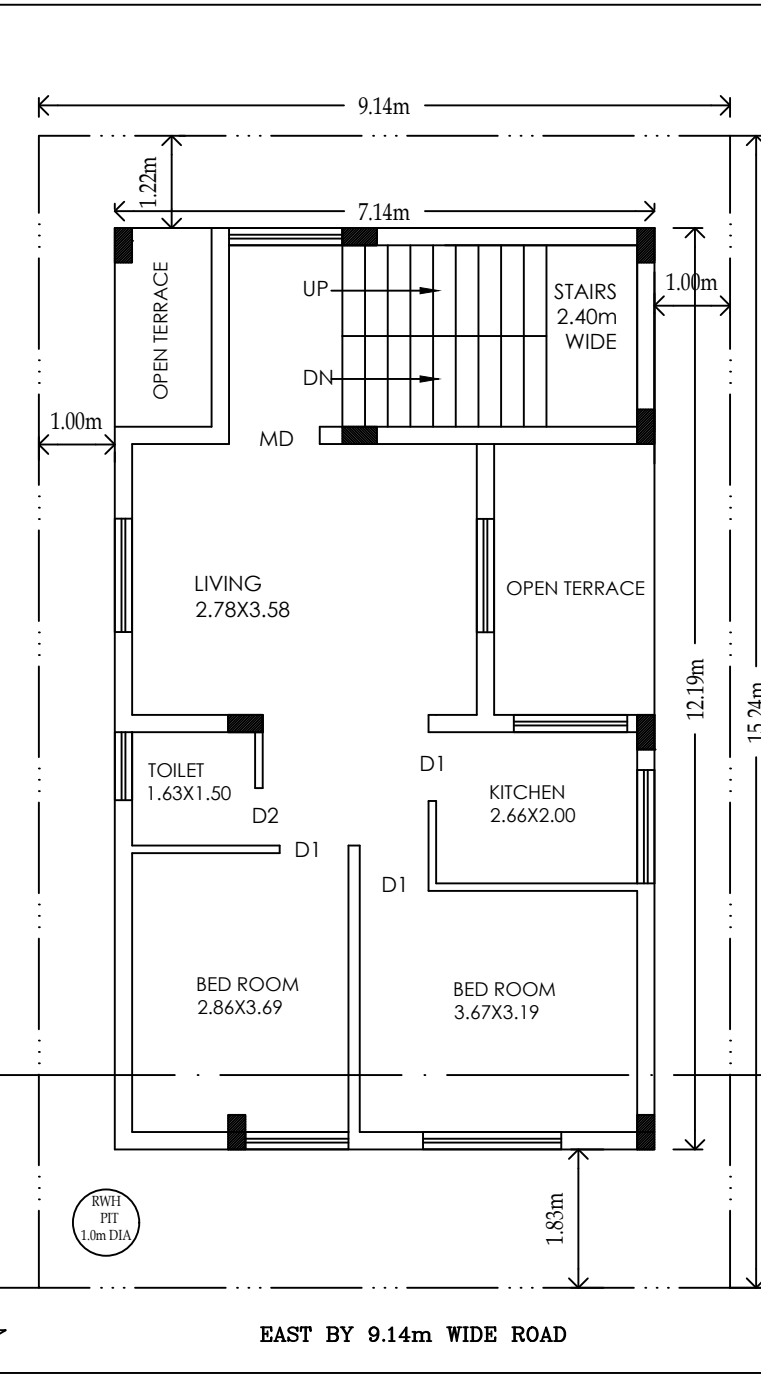 9.14m
1.22m
7.14m
OPEN TERRACE
UP
STAIRS
2.40m
WIDE
1.00m
DN
1.00m
MD
LIVING
2.78X3.58
OPEN TERRACE
12.19m
15.24m
TOILET
1.63X1.50
D1
KITCHEN
2.66X2.00
D2
D1
D1
BED ROOM
2.86X3.69
BED ROOM
3.67X3.19
RWH
PIT
1.0m DIA
1.83m
EAST BY 9.14m WIDE ROAD